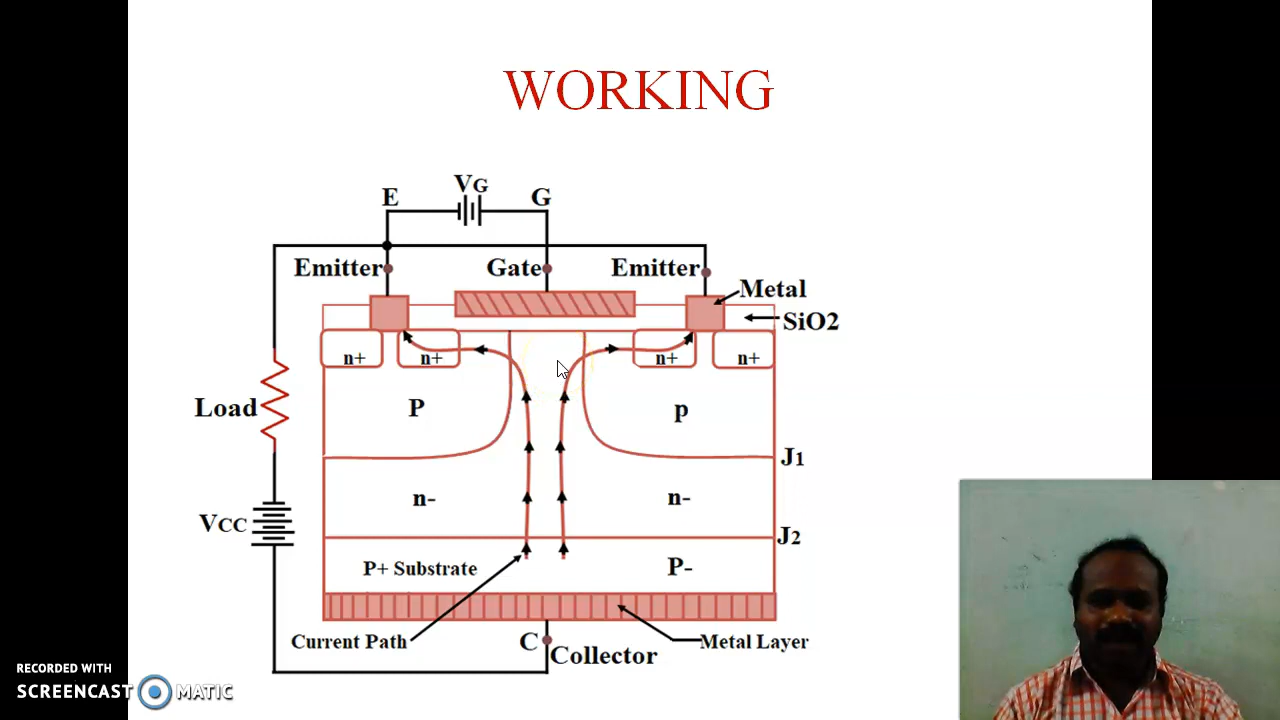 WORKING
VG
E
G
Emitter
Gate
Emitter
Metal
SiO2
n+
n+
n+
n+
Load
P
p
J1
n-
n-
VCC
J2
P+ Substrate
P-
Current Path
C
Metal Layer
Collector
RECORDED WITH
SCREENCAST MATIC